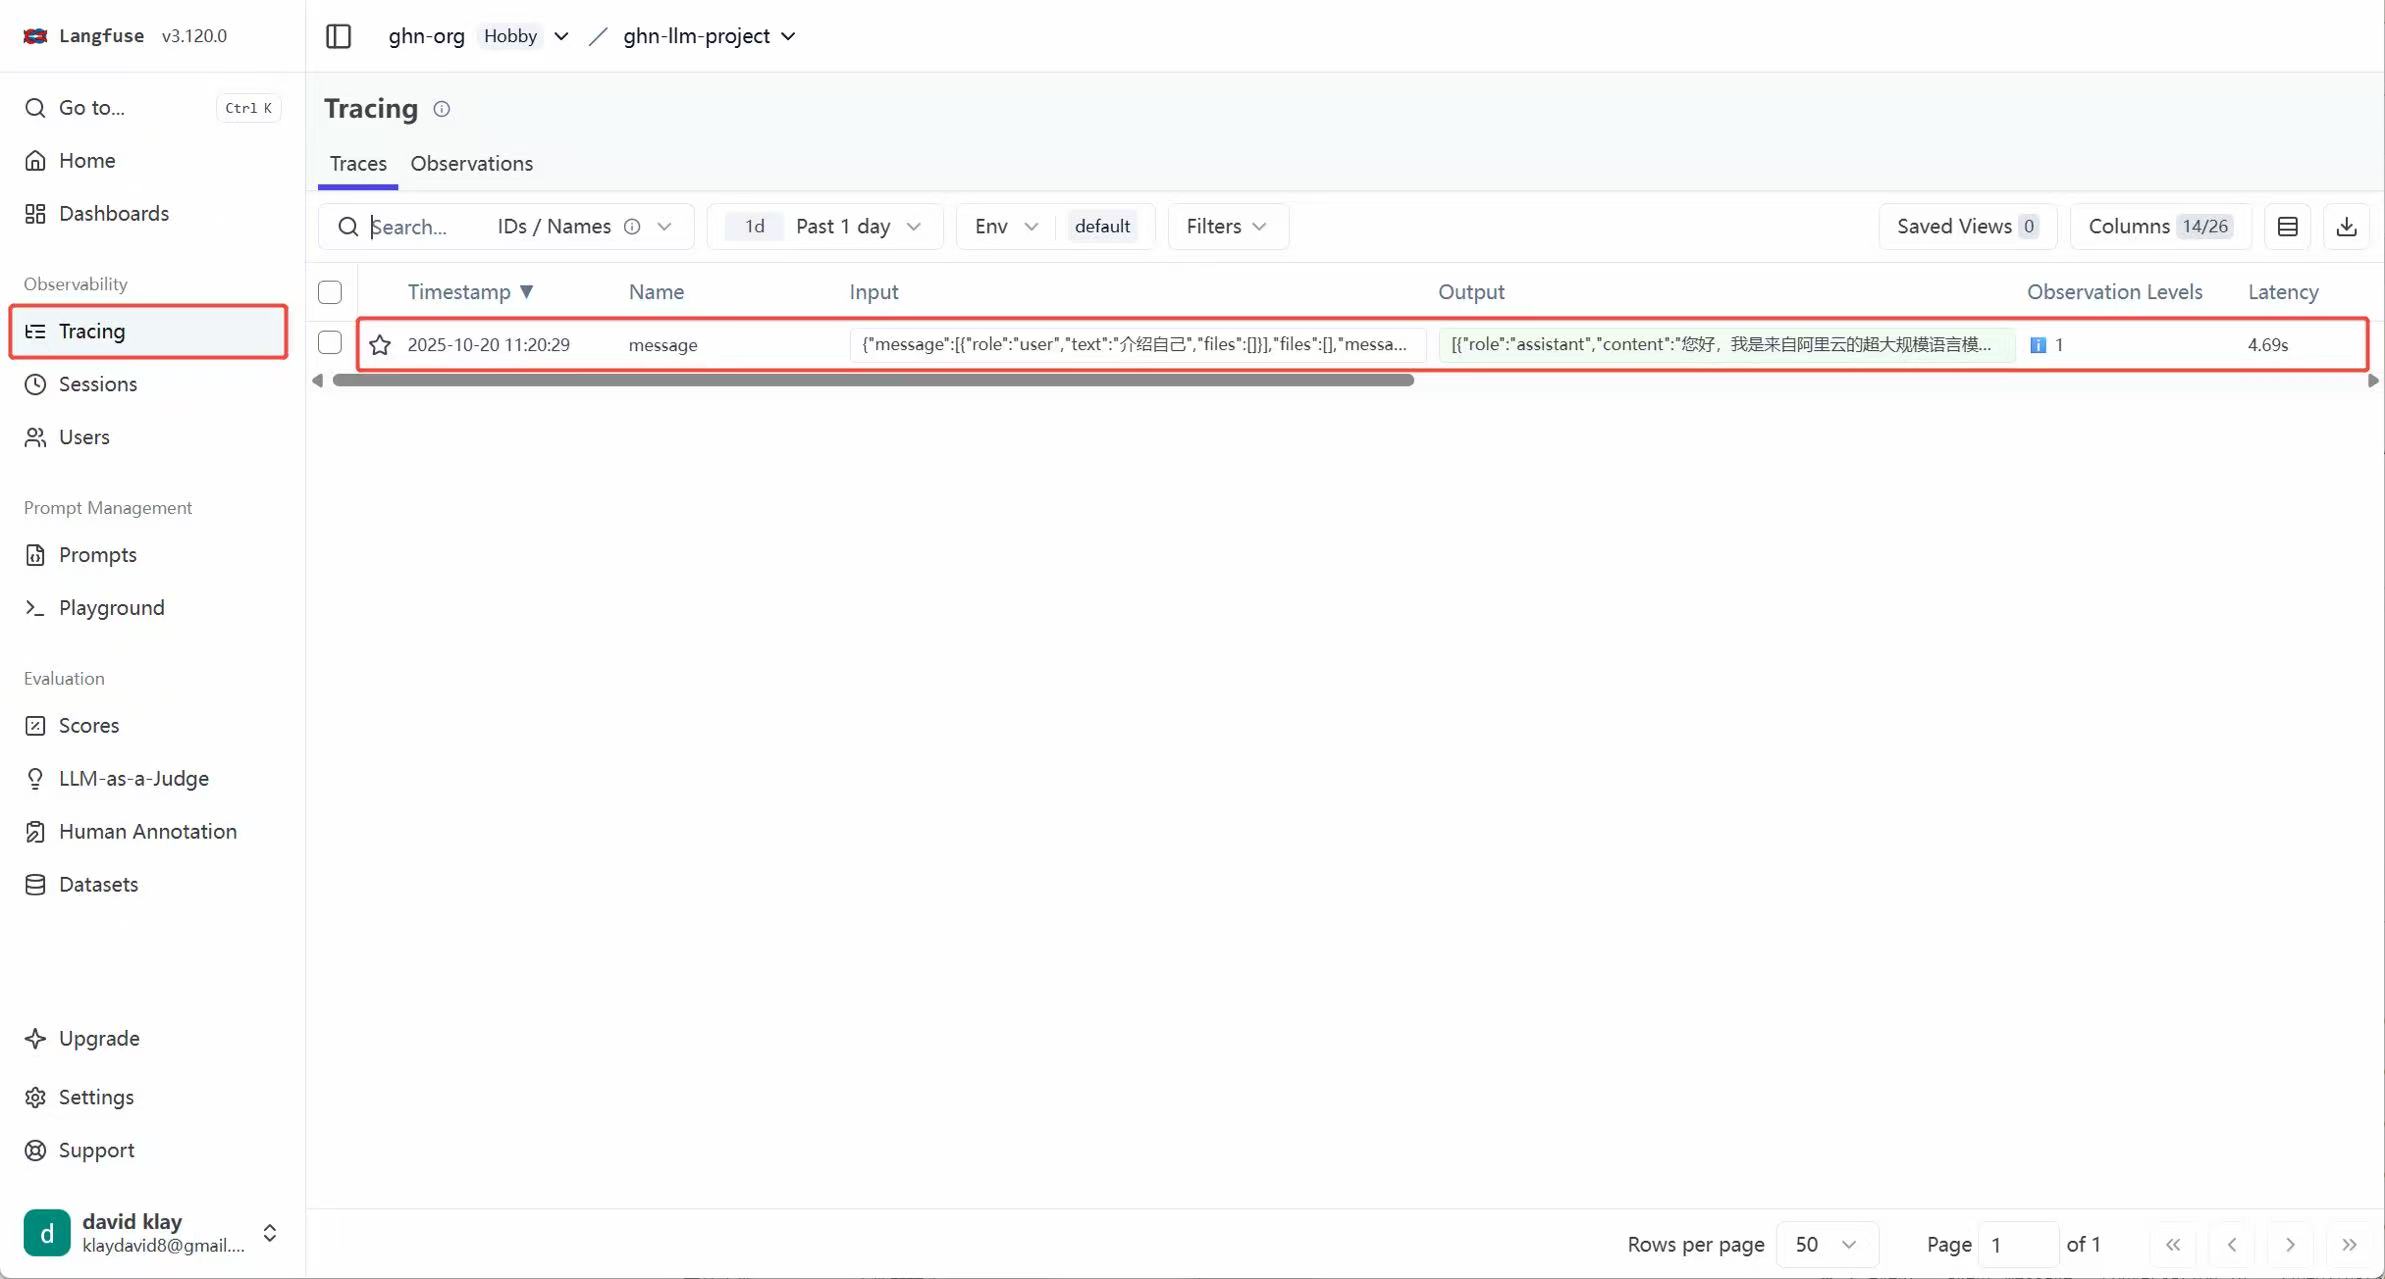 Langfuse v3.120.0
ghn-org Hobby / ghn-llm-project
Go to... Ctrl K
Home
Dashboards
Observability
Tracing
Sessions
Users
Prompt Management
Prompts
Playground
Evaluation
Scores
LLM-as-a-Judge
Human Annotation
Datasets
Upgrade
Settings
Support
d
david klay
klaydavid8@gmail....
Tracing
Traces Observations
Search... IDs / Names 1d Past 1 day Env default Filters Saved Views 0 Columns 14/26
Timestamp ▼ Name Input Output Observation Levels Latency
2025-10-20 11:20:29 message {"message":[{"role":"user","text":"介绍自己","files":[]}],"files":[],"messa... [{"role":"assistant","content":"您好，我是来自阿里云的超大规模语言模... 1 4.69s
Rows per page 50 Page 1 of 1